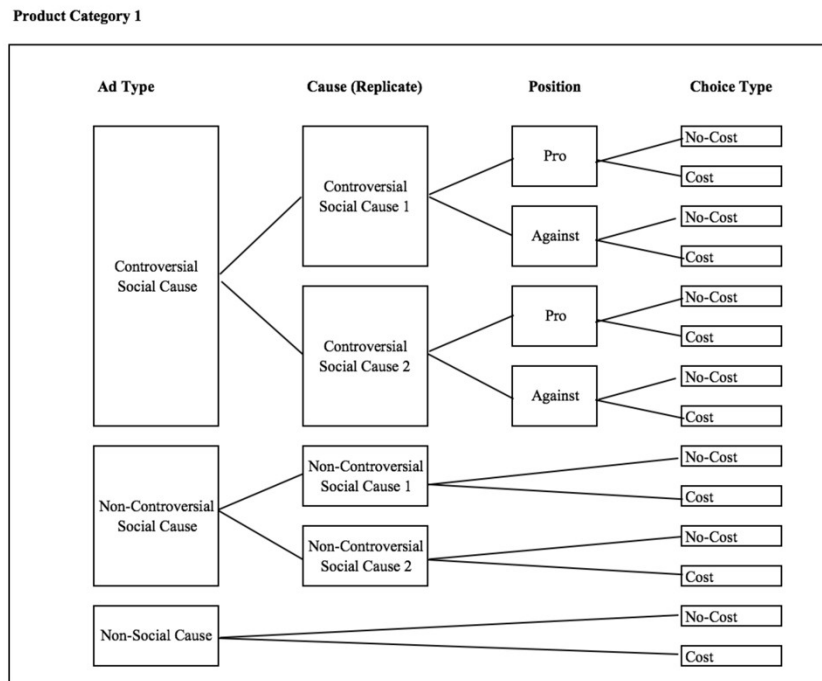 Product Category 1
Ad Type
Cause (Replicate)
Position
Choice Type
Controversial
Social Cause
Controversial
Social Cause 1
Pro
No-Cost
Cost
Against
No-Cost
Cost
Controversial
Social Cause 2
Pro
No-Cost
Cost
Against
No-Cost
Cost
Non-Controversial
Social Cause
Non-Controversial
Social Cause 1
No-Cost
Cost
Non-Controversial
Social Cause 2
No-Cost
Cost
Non-Social Cause
No-Cost
Cost